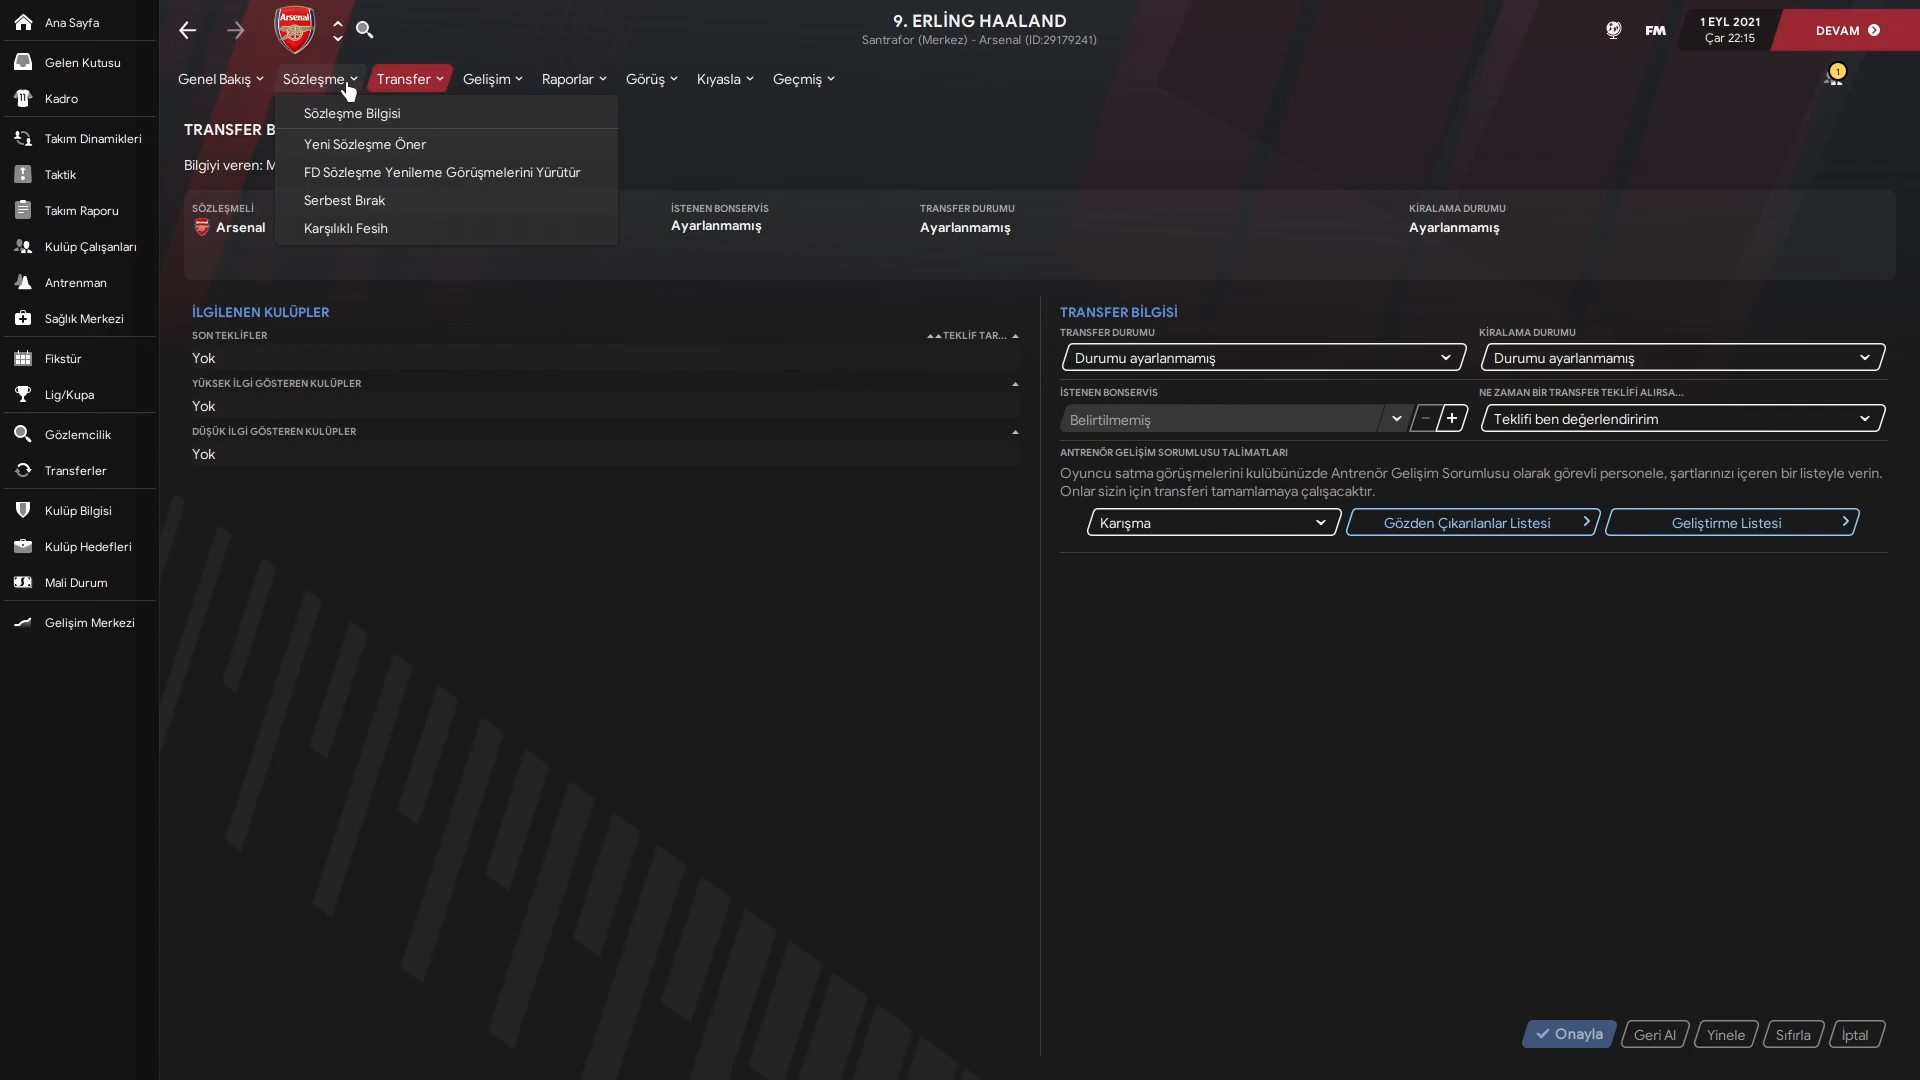 Ana Sayfa
Gelen Kutusu
Kadro
Takım Dinamikleri
Taktik
Takım Raporu
Kulüp Çalışanları
Antrenman
Sağlık Merkezi
Fikstür
Lig/Kupa
Gözlemcilik
Transferler
Kulüp Bilgisi
Kulüp Hedefleri
Mali Durum
Gelişim Merkezi
Arsenal
9. ERLİNG HAALAND
Santrafor (Merkez) - Arsenal (ID:29179241)
FM
1 EYL 2021
Çar 22:15
DEVAM
Genel Bakış
Sözleşme
Transfer
Gelişim
Raporlar
Görüş
Kıyasla
Geçmiş
1
Sözleşme Bilgisi
Yeni Sözleşme Öner
FD Sözleşme Yenileme Görüşmelerini Yürütür
Serbest Bırak
Karşılıklı Fesih
TRANSFER B
Bilgiyi veren: M
SÖZLEŞMELİ
Arsenal
İSTENEN BONSERVİS
Ayarlanmamış
TRANSFER DURUMU
Ayarlanmamış
KİRALAMA DURUMU
Ayarlanmamış
İLGİLENEN KULÜPLER
SON TEKLİFLER
TEKLİF TAR...
Yok
YÜKSEK İLGİ GÖSTEREN KULÜPLER
Yok
DÜŞÜK İLGİ GÖSTEREN KULÜPLER
Yok
TRANSFER BİLGİSİ
TRANSFER DURUMU
KİRALAMA DURUMU
Durumu ayarlanmamış
Durumu ayarlanmamış
İSTENEN BONSERVİS
NE ZAMAN BİR TRANSFER TEKLİFİ ALIRSA...
Belirtilmemiş
Teklifi ben değerlendiririm
ANTRENÖR GELİŞİM SORUMLUSU TALİMATLARI
Oyuncu satma görüşmelerini kulübünüzde Antrenör Gelişim Sorumlusu olarak görevli personele, şartlarınızı içeren bir listeyle verin.
Onlar sizin için transferi tamamlamaya çalışacaktır.
Karışma
Gözden Çıkarılanlar Listesi
Geliştirme Listesi
Onayla
Geri Al
Yinele
Sıfırla
İptal